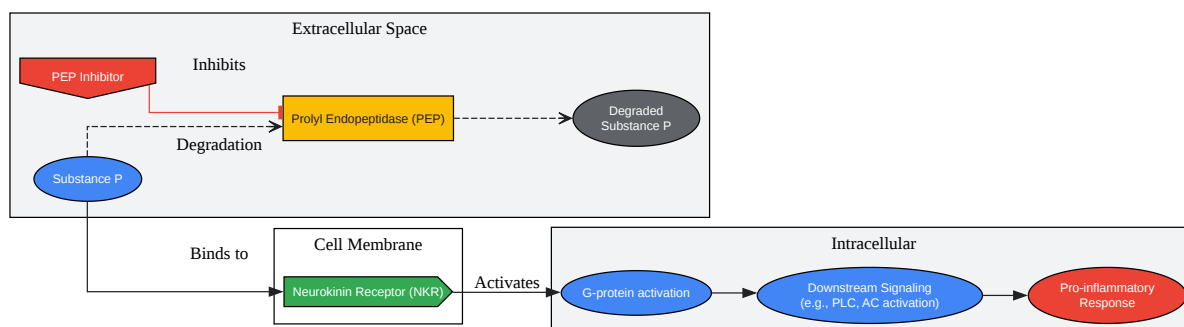 Extracellular Space
Inhibits
PEP Inhibitor
Prolyl Endopeptidase (PEP)
Degraded
Substance P
Degradation
Substance P
Binds to
Cell Membrane
Neurokinin Receptor (NKR)
Activates
Intracellular
G-protein activation
Downstream Signaling
(e.g., PLC, AC activation)
Pro-inflammatory
Response